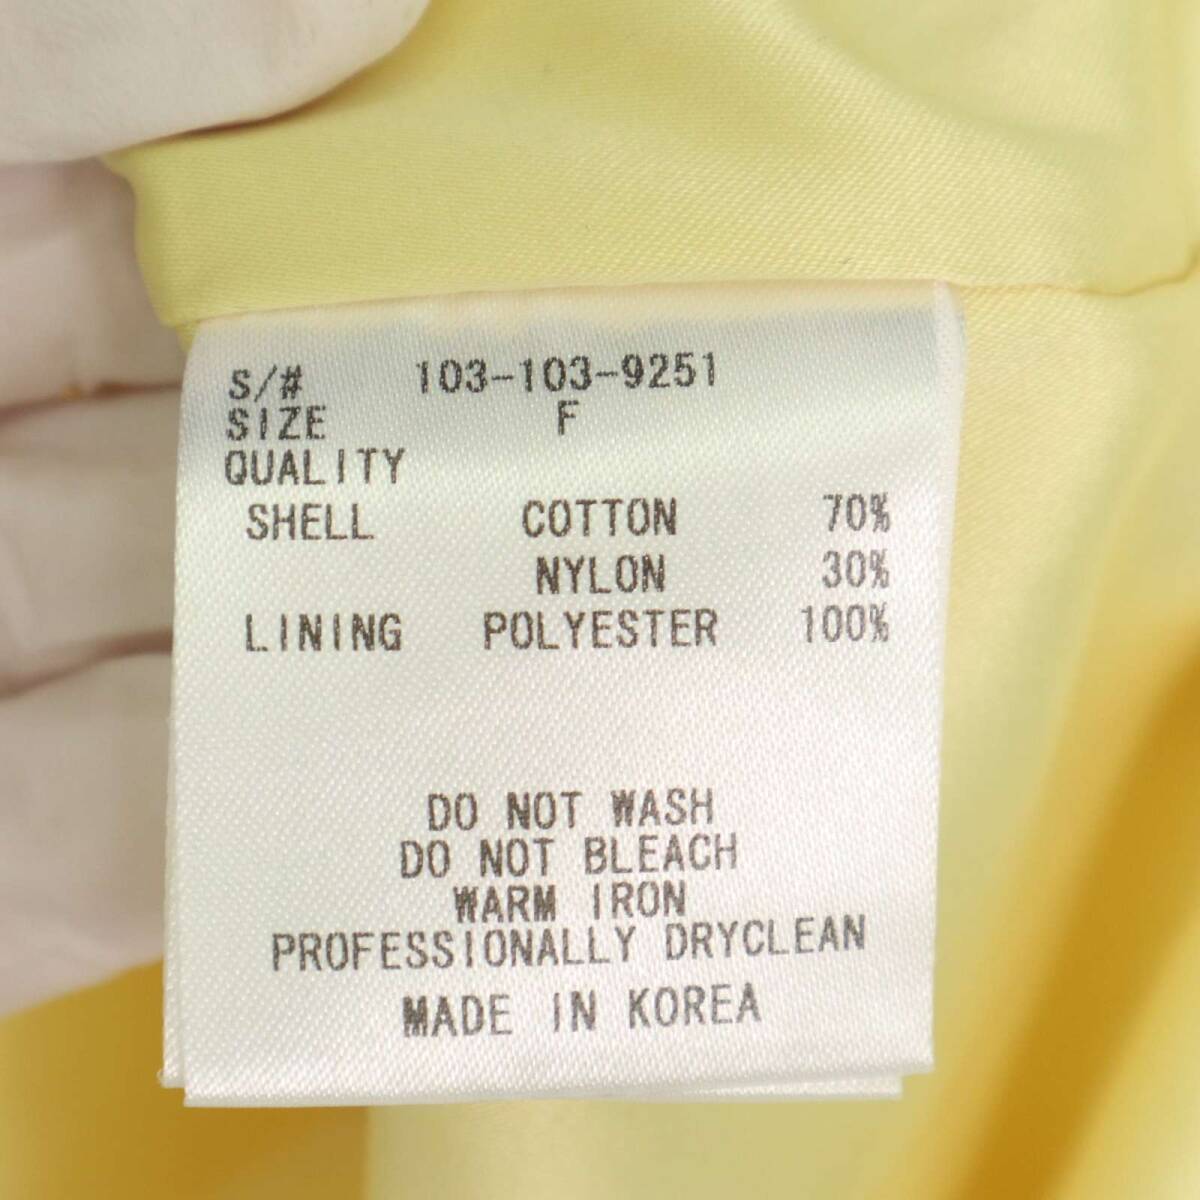 S/# 103-103-9251
SIZE F
QUALITY
SHELL COTTON 70%
NYLON 30%
LINING POLYESTER 100%
DO NOT WASH
DO NOT BLEACH
WARM IRON
PROFESSIONALLY DRYCLEAN
MADE IN KOREA